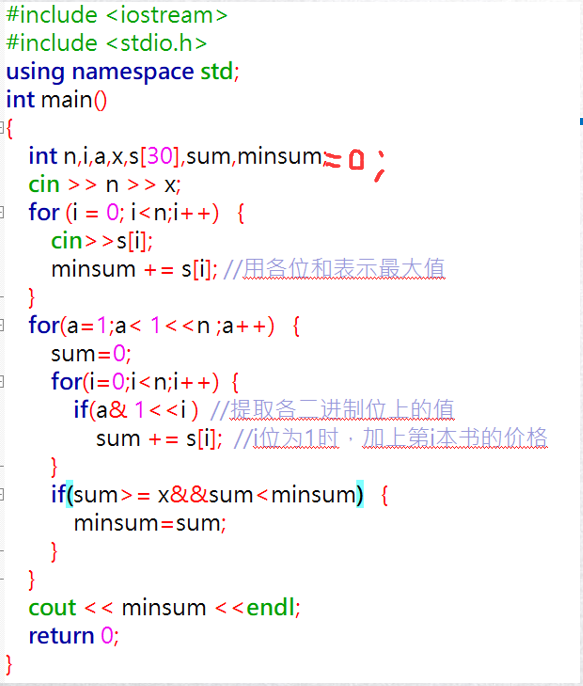 #include <iostream>
#include <stdio.h>
using namespace std;
int main()
{
int n,i,a,x,s[30],sum,minsum=0;
cin >> n >> x;
for (i = 0; i<n;i++) {
cin>>s[i];
minsum += s[i]; //用各位和表示最大值
}
for(a=1;a< 1<<n ;a++) {
sum=0;
for(i=0;i<n;i++) {
if(a& 1<<i ) //提取各二进制位上的值
sum += s[i]; //i位为1时，加上第i本书的价格
}
if(sum>= x&&sum<minsum) {
minsum=sum;
}
}
cout << minsum <<endl;
return 0;
}